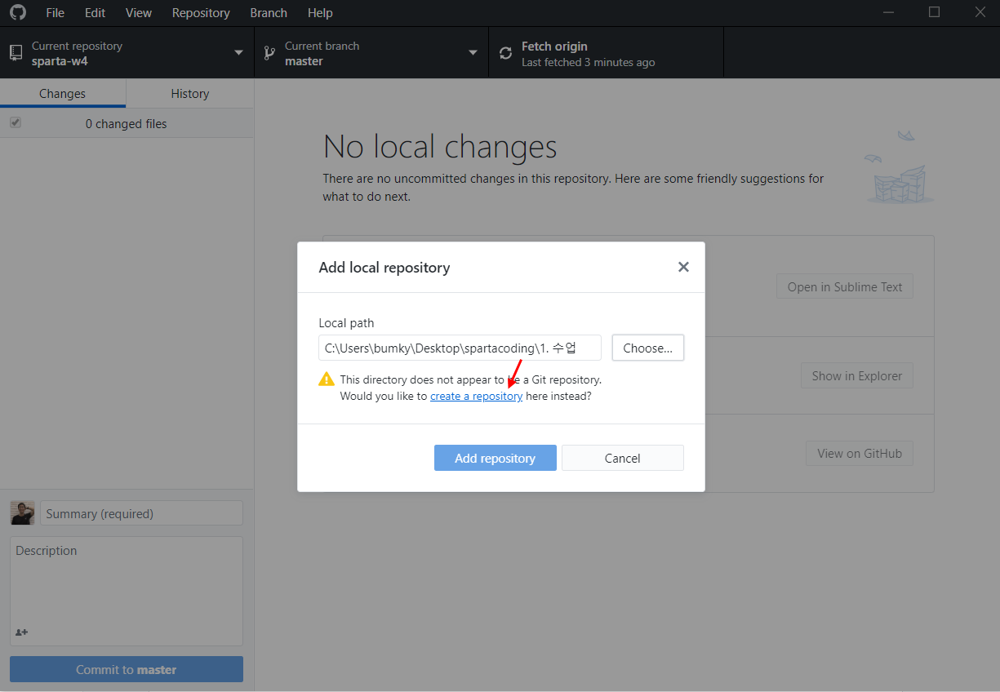 File Edit View Repository Branch Help
Current repository
sparta-w4
Current branch
master
Fetch origin
Last fetched 3 minutes ago
Changes History
0 changed files
No local changes
There are no uncommitted changes in this repository. Here are some friendly suggestions for
what to do next.
Open in Sublime Text
Show in Explorer
View on GitHub
Add local repository
Local path
C:\Users\bumky\Desktop\spartacoding\1. 수업
Choose...
This directory does not appear to be a Git repository.
Would you like to create a repository here instead?
Add repository
Cancel
Summary (required)
Description
Commit to master